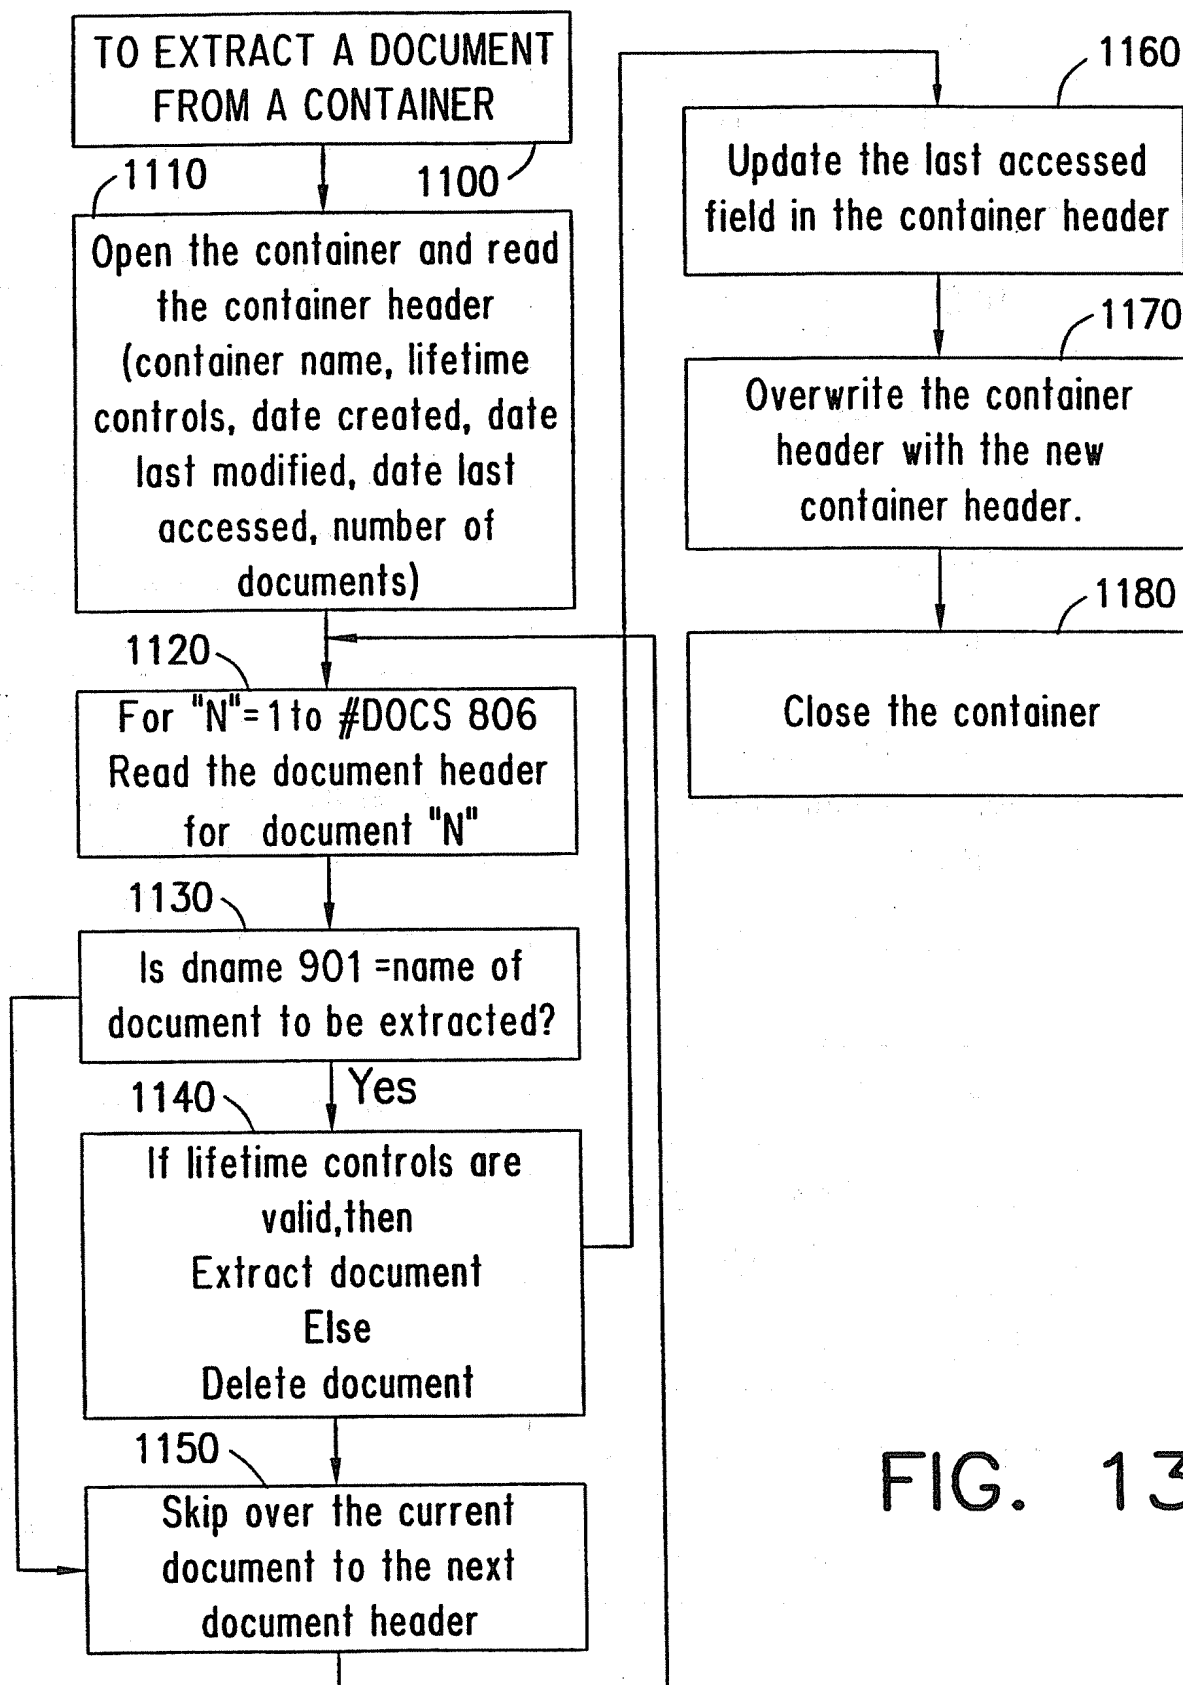 TO EXTRACT A DOCUMENT
FROM A CONTAINER
1100
1110
Open the container and read
the container header
(container name, lifetime
controls, date created, date
last modified, date last
accessed, number of
documents)
1120
For "N"=1 to #DOCS 806
Read the document header
for document "N"
1130
Is dname 901 =name of
document to be extracted?
Yes
1140
If lifetime controls are
valid,then
Extract document
Else
Delete document
1150
Skip over the current
document to the next
document header
1160
Update the last accessed
field in the container header
1170
Overwrite the container
header with the new
container header.
1180
Close the container
FIG. 13